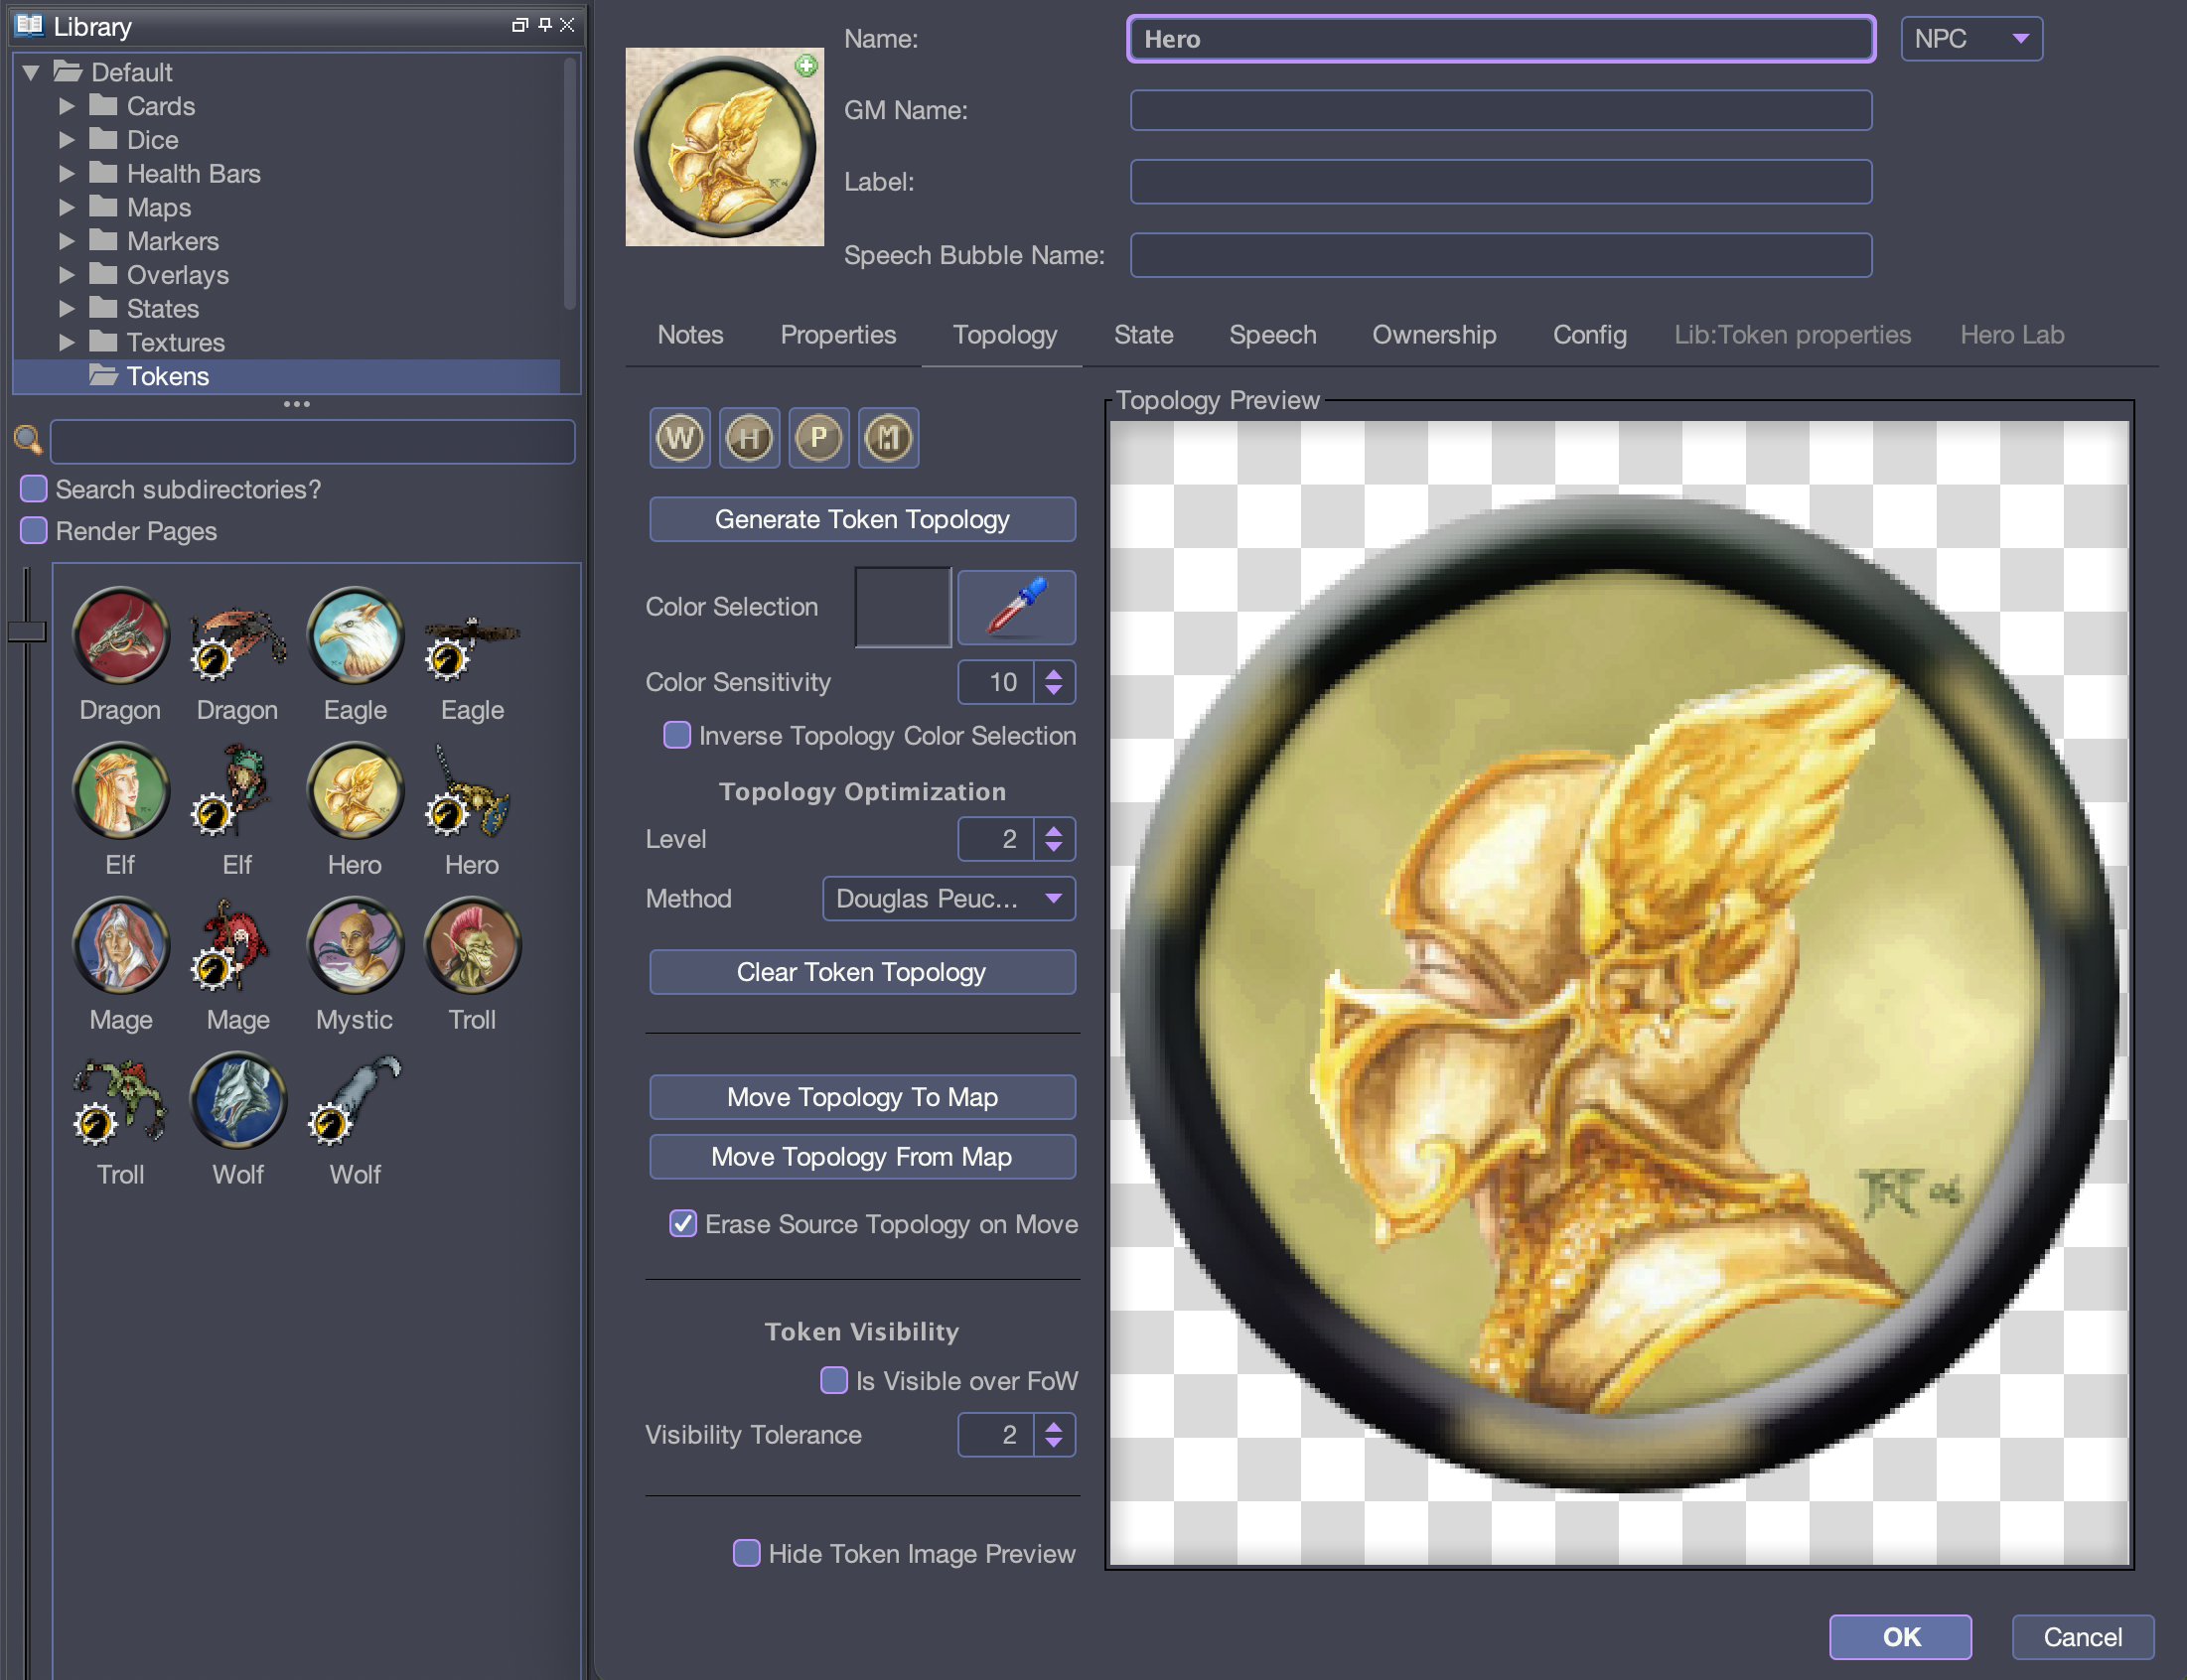 Library
Default
Cards
Dice
Health Bars
Maps
Markers
Overlays
States
Textures
Tokens
Search subdirectories?
Render Pages
Dragon Dragon Eagle Eagle
Elf Elf Hero Hero
Mage Mage Mystic Troll
Troll Wolf Wolf
Name: Hero NPC
GM Name:
Label:
Speech Bubble Name:
Notes Properties Topology State Speech Ownership Config Lib:Token properties Hero Lab
W H P M
Generate Token Topology
Color Selection
Color Sensitivity 10
Inverse Topology Color Selection
Topology Optimization
Level 2
Method Douglas Peuc...
Clear Token Topology
Move Topology To Map
Move Topology From Map
Erase Source Topology on Move
Token Visibility
Is Visible over FoW
Visibility Tolerance 2
Hide Token Image Preview
Topology Preview
OK Cancel